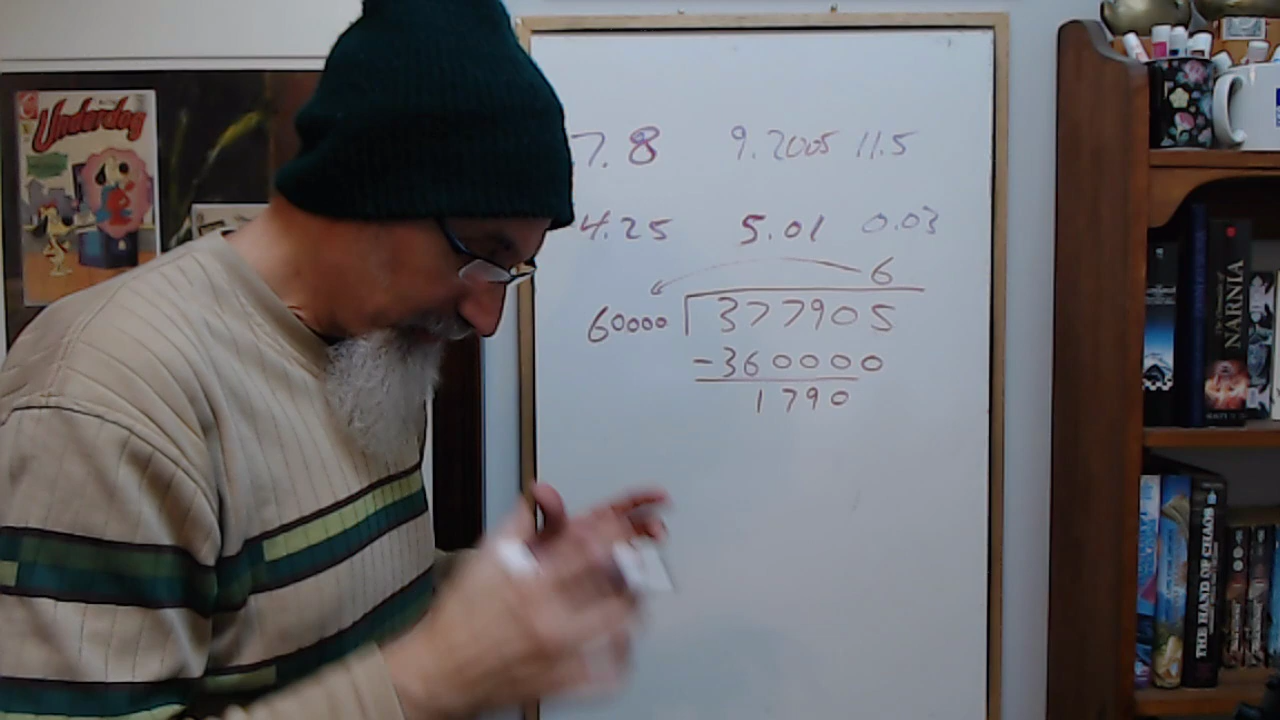 Underdog
7.8 9.2005 11.5
4.25 5.01 0.03
6
60000 377905
-360000
1790
NARNIA
THE HAND OF CHAOS